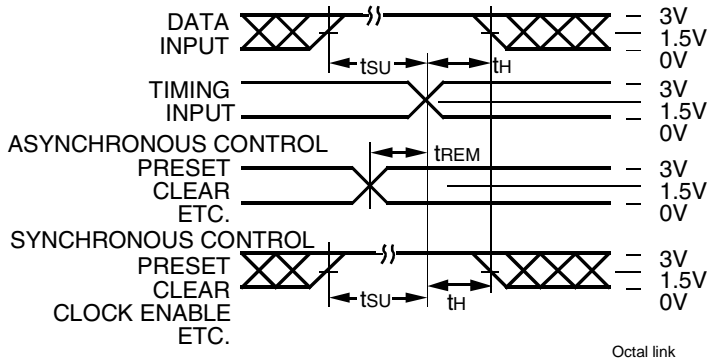 DATA
INPUT
3V
1.5V
0V
tSU
tH
TIMING
INPUT
3V
1.5V
0V
ASYNCHRONOUS CONTROL
tREM
PRESET
CLEAR
ETC.
3V
1.5V
0V
SYNCHRONOUS CONTROL
PRESET
CLEAR
CLOCK ENABLE
ETC.
3V
1.5V
0V
tSU
tH
Octal link